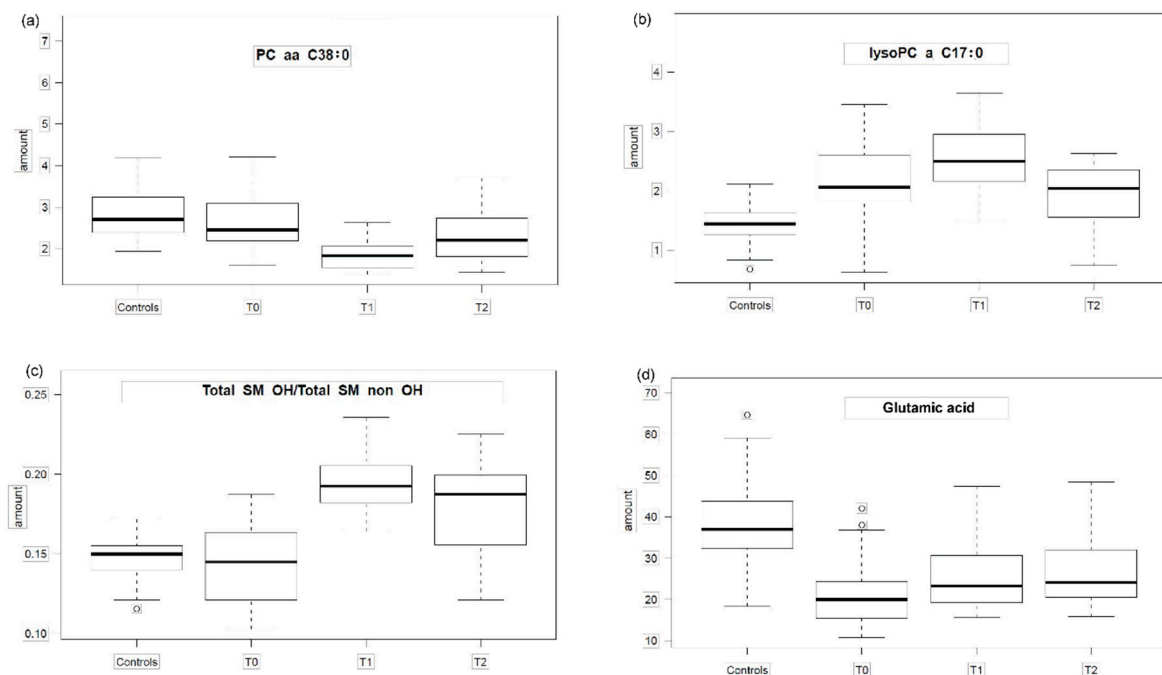 (a)
PC aa C38:0
7
6
5
4
3
2
amount
Controls
T0
T1
T2
(b)
lysoPC a C17:0
4
3
2
1
amount
Controls
T0
T1
T2
(c)
Total SM OH/Total SM non OH
0.25
0.20
0.15
0.10
amount
Controls
T0
T1
T2
(d)
Glutamic acid
70
60
50
40
30
20
10
amount
Controls
T0
T1
T2